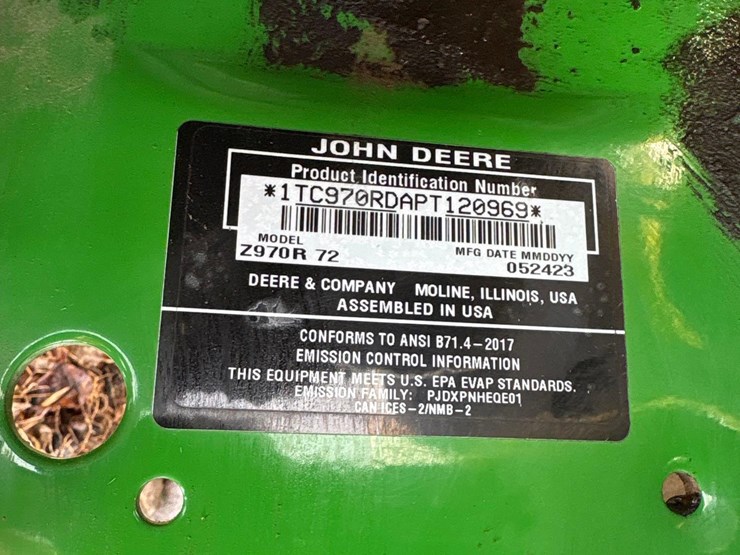 JOHN DEERE
Product Identification Number
*1TC970RDAPT120969*
MODEL
Z970R 72
MFG DATE MMDDYY
052423
DEERE & COMPANY MOLINE, ILLINOIS, USA
ASSEMBLED IN USA
CONFORMS TO ANSI B71.4-2017
EMISSION CONTROL INFORMATION
THIS EQUIPMENT MEETS U.S. EPA EVAP STANDARDS.
EMISSION FAMILY: PJDXPNHEQE01
CAN ICES-2/NMB-2